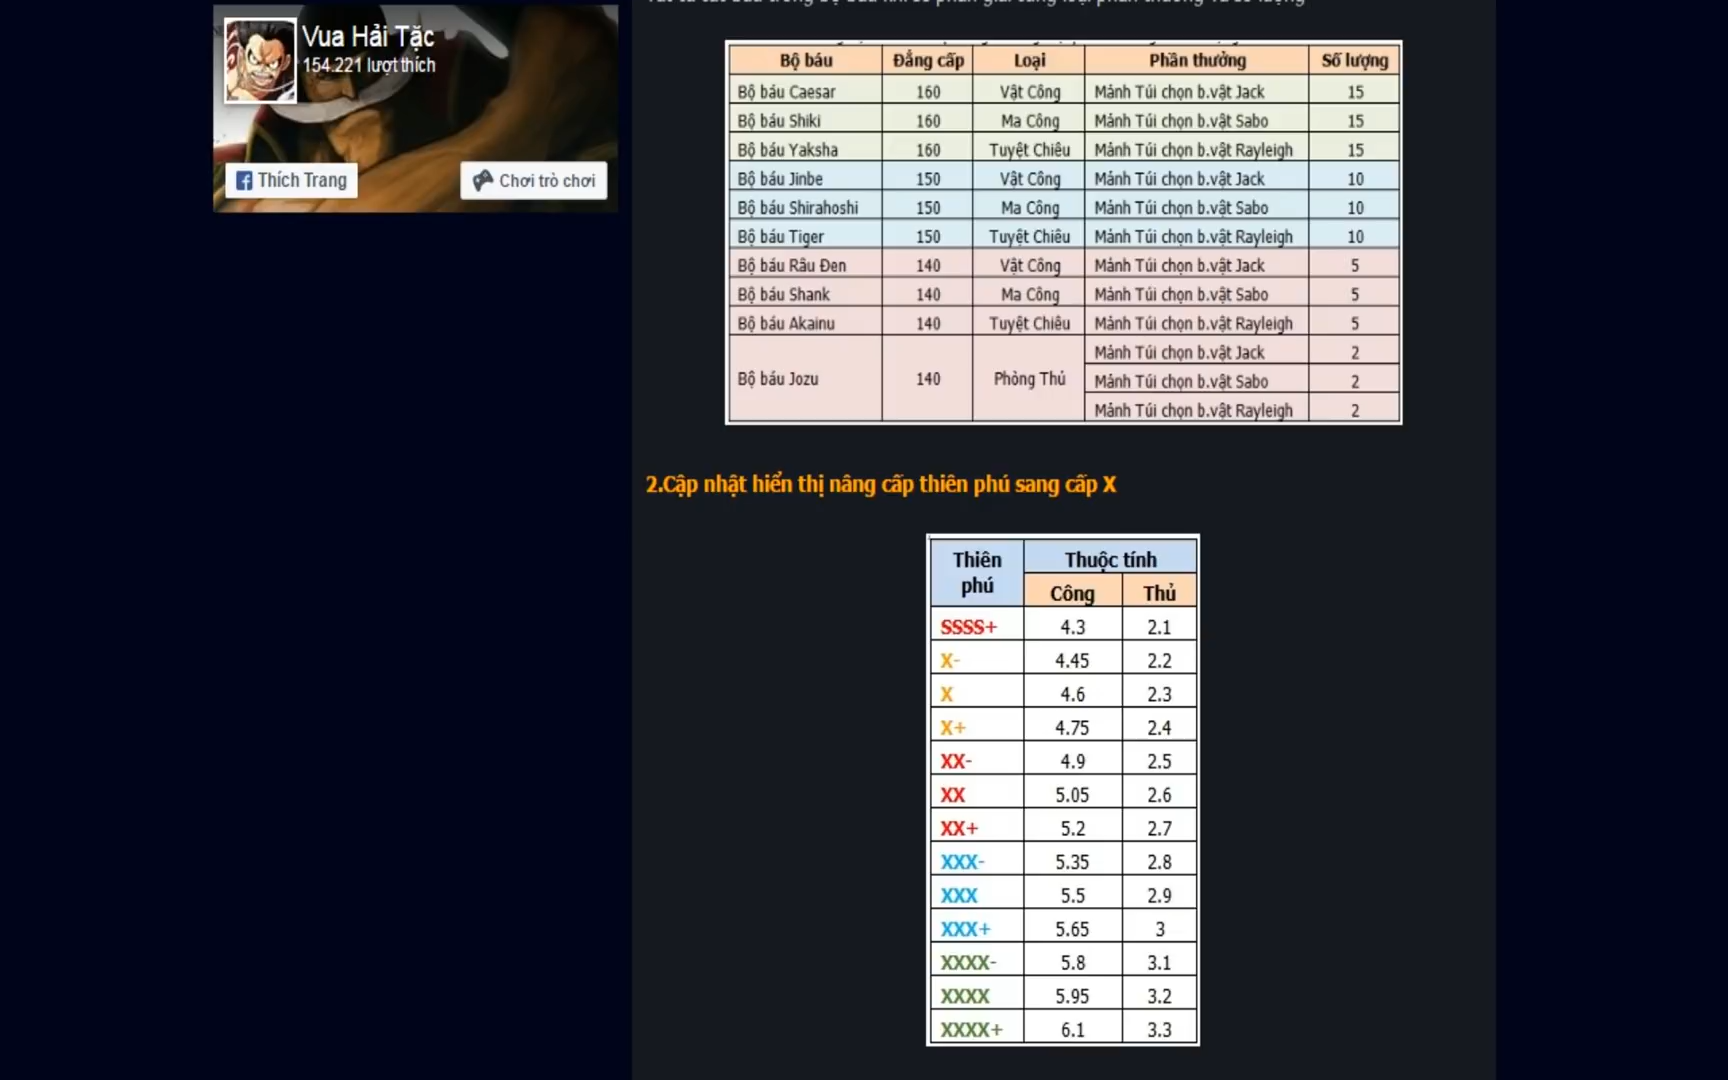 Vua Hải Tặc
154.221 lượt thích
Thích Trang
Chơi trò chơi
Bộ báu Đẳng cấp Loại Phần thưởng Số lượng
Bộ báu Caesar 160 Vật Công Mảnh Túi chọn b.vật Jack 15
Bộ báu Shiki 160 Ma Công Mảnh Túi chọn b.vật Sabo 15
Bộ báu Yaksha 160 Tuyệt Chiêu Mảnh Túi chọn b.vật Rayleigh 15
Bộ báu Jinbe 150 Vật Công Mảnh Túi chọn b.vật Jack 10
Bộ báu Shirahoshi 150 Ma Công Mảnh Túi chọn b.vật Sabo 10
Bộ báu Tiger 150 Tuyệt Chiêu Mảnh Túi chọn b.vật Rayleigh 10
Bộ báu Râu Đen 140 Vật Công Mảnh Túi chọn b.vật Jack 5
Bộ báu Shank 140 Ma Công Mảnh Túi chọn b.vật Sabo 5
Bộ báu Akainu 140 Tuyệt Chiêu Mảnh Túi chọn b.vật Rayleigh 5
Bộ báu Jozu 140 Phòng Thủ Mảnh Túi chọn b.vật Jack 2
Mảnh Túi chọn b.vật Sabo 2
Mảnh Túi chọn b.vật Rayleigh 2
2.Cập nhật hiển thị nâng cấp thiên phú sang cấp X
Thiên phú Thuộc tính
Công Thủ
SSSS+ 4.3 2.1
X- 4.45 2.2
X 4.6 2.3
X+ 4.75 2.4
XX- 4.9 2.5
XX 5.05 2.6
XX+ 5.2 2.7
XXX- 5.35 2.8
XXX 5.5 2.9
XXX+ 5.65 3
XXXX- 5.8 3.1
XXXX 5.95 3.2
XXXX+ 6.1 3.3